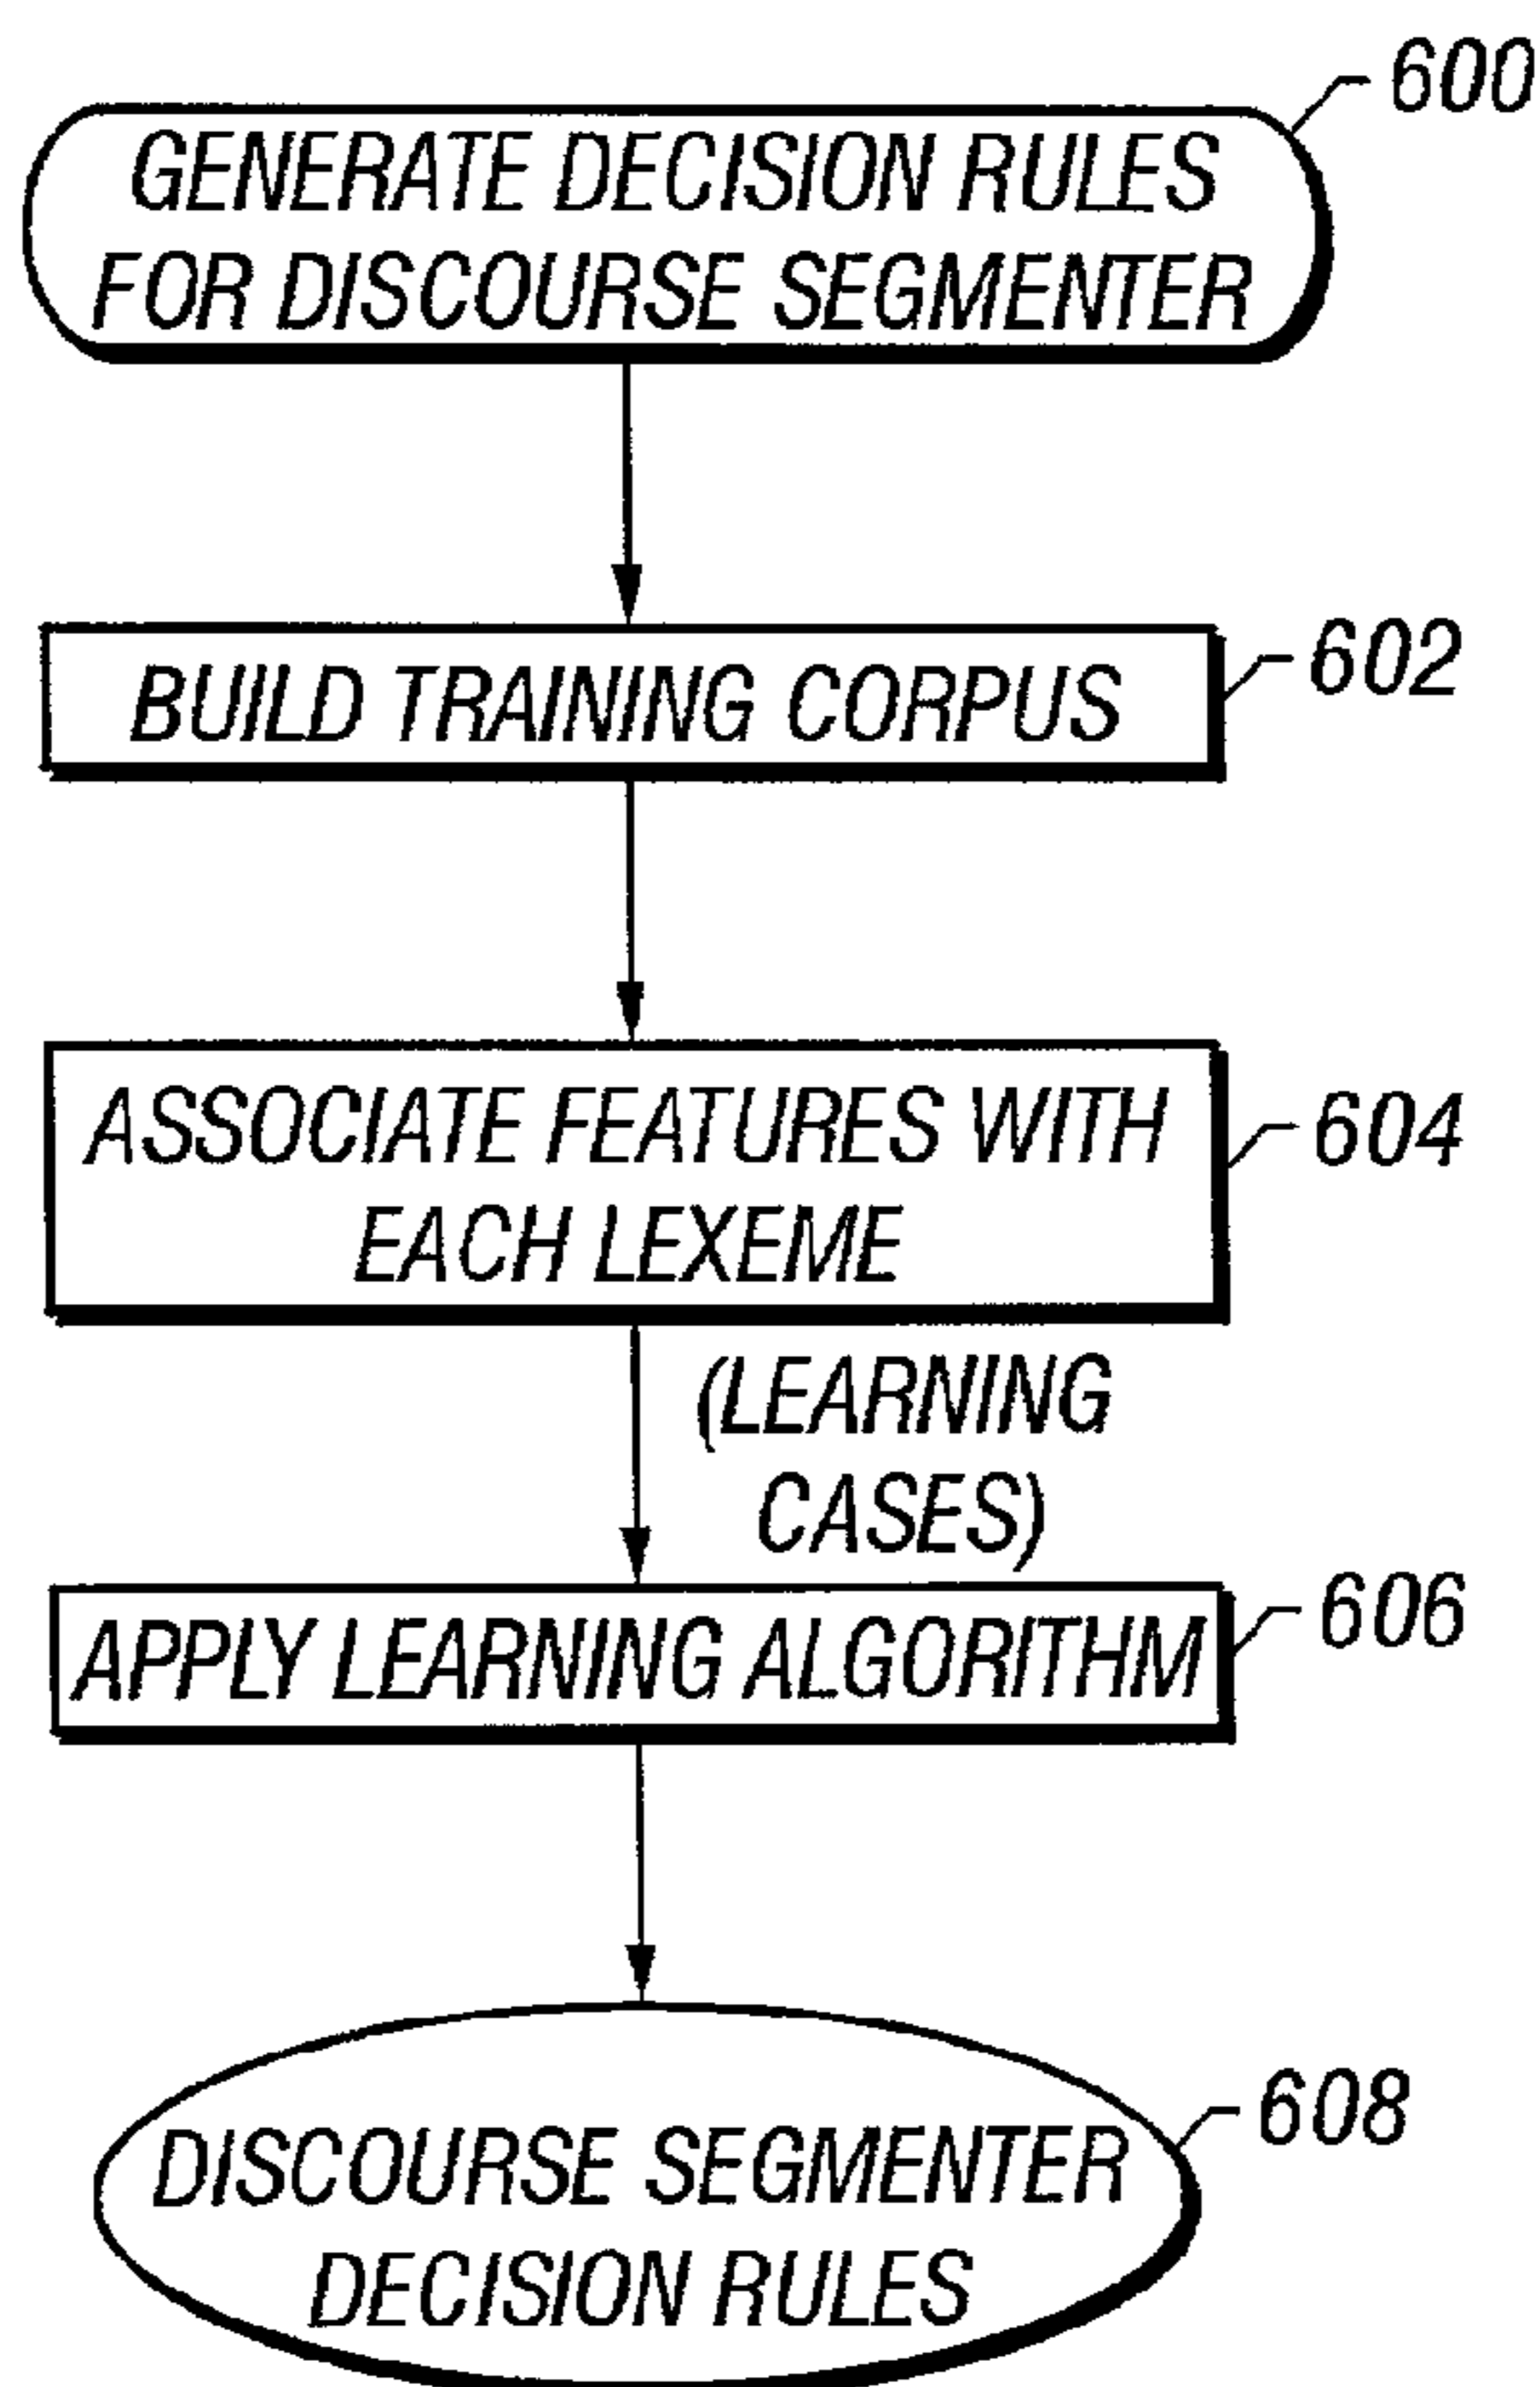 600
GENERATE DECISION RULES
FOR DISCOURSE SEGMENTER
602
BUILD TRAINING CORPUS
ASSOCIATE FEATURES WITH
604
EACH LEXEME
(LEARNING
CASES)
606
APPLY LEARNING ALGORITHM
608
DISCOURSE SEGMENTER
DECISION RULES